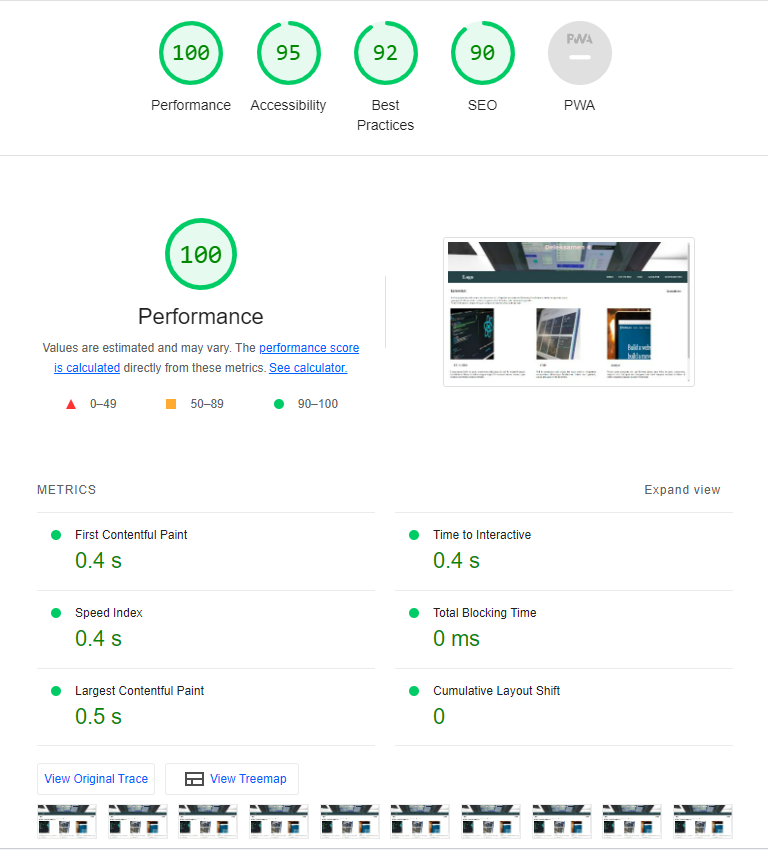 100
95
92
90
PWA
Performance
Accessibility
Best
Practices
SEO
PWA
100
Performance
Values are estimated and may vary. The performance score
is calculated directly from these metrics. See calculator.
0–49
50–89
90–100
METRICS
Expand view
First Contentful Paint
0.4 s
Time to Interactive
0.4 s
Speed Index
0.4 s
Total Blocking Time
0 ms
Largest Contentful Paint
0.5 s
Cumulative Layout Shift
0
View Original Trace
View Treemap